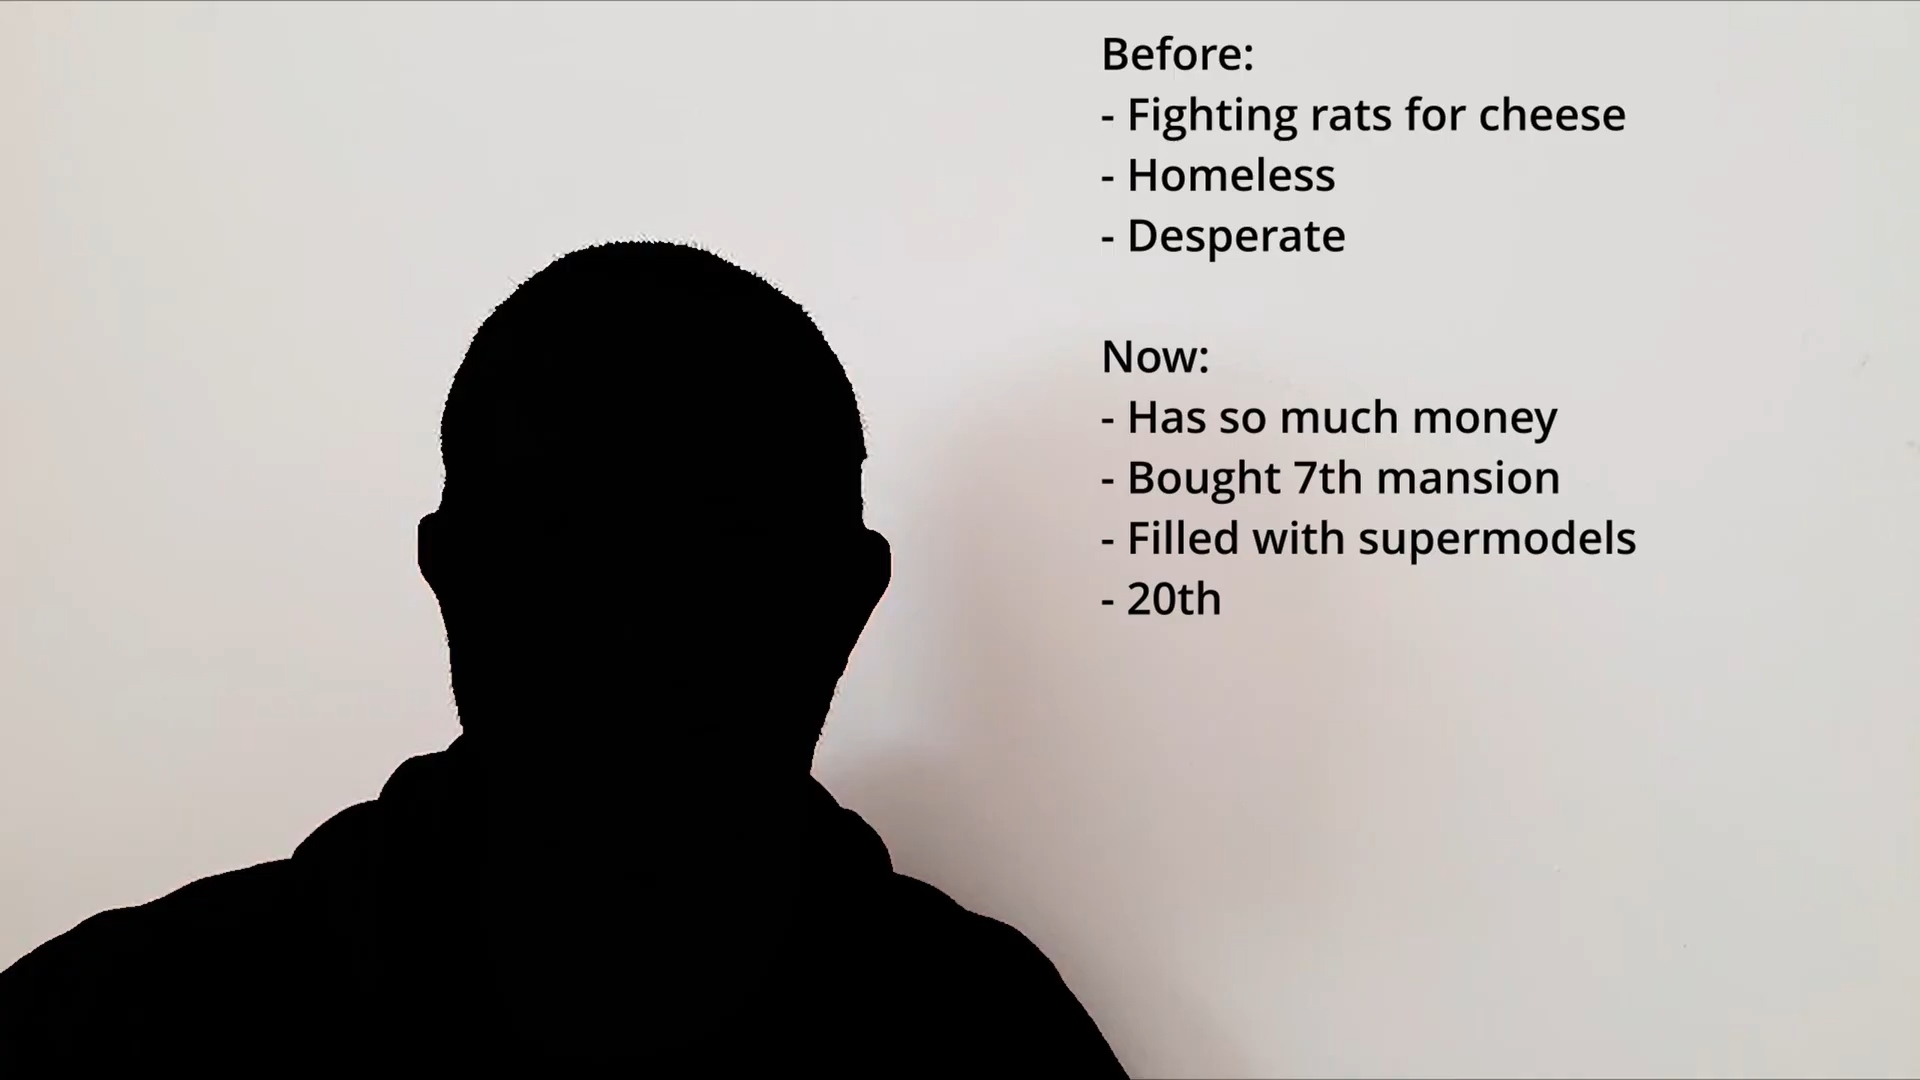 Before:
- Fighting rats for cheese
- Homeless
- Desperate
Now:
- Has so much money
- Bought 7th mansion
- Filled with supermodels
- 20th